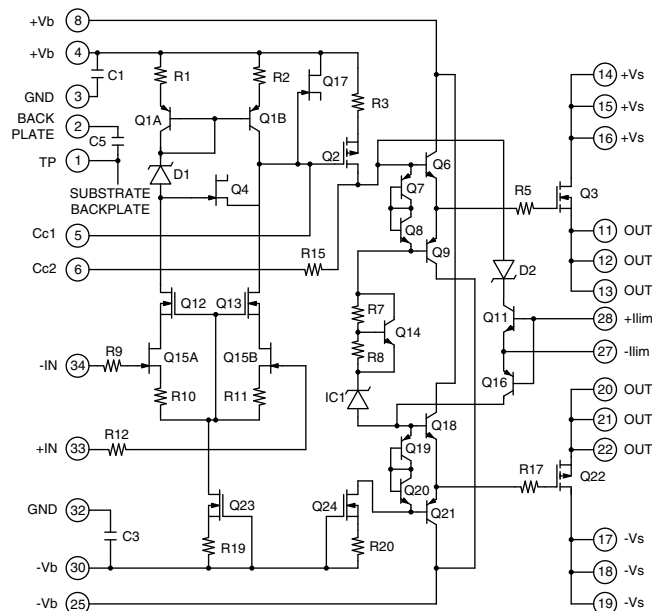 +Vb 8
+Vb 4
C1
R1
R2
Q17
R3
GND 3
BACK
PLATE
2
C5
TP 1
Q1A
Q1B
D1
Q2
Q4
SUBSTRATE
BACKPLATE
Cc1 5
Cc2 6
R15
Q6
Q7
Q8
Q9
R5
Q3
14 +Vs
15 +Vs
16 +Vs
11 OUT
12 OUT
13 OUT
D2
Q12
Q13
R7
R8
Q14
Q11
28 +Ilim
27 -Ilim
Q16
-IN 34
R9
Q15A
Q15B
R10
R11
IC1
+IN 33
R12
Q18
Q19
Q20
Q21
20 OUT
21 OUT
22 OUT
R17
Q22
GND 32
C3
Q23
Q24
R19
R20
-Vb 30
-Vb 25
17 -Vs
18 -Vs
19 -Vs